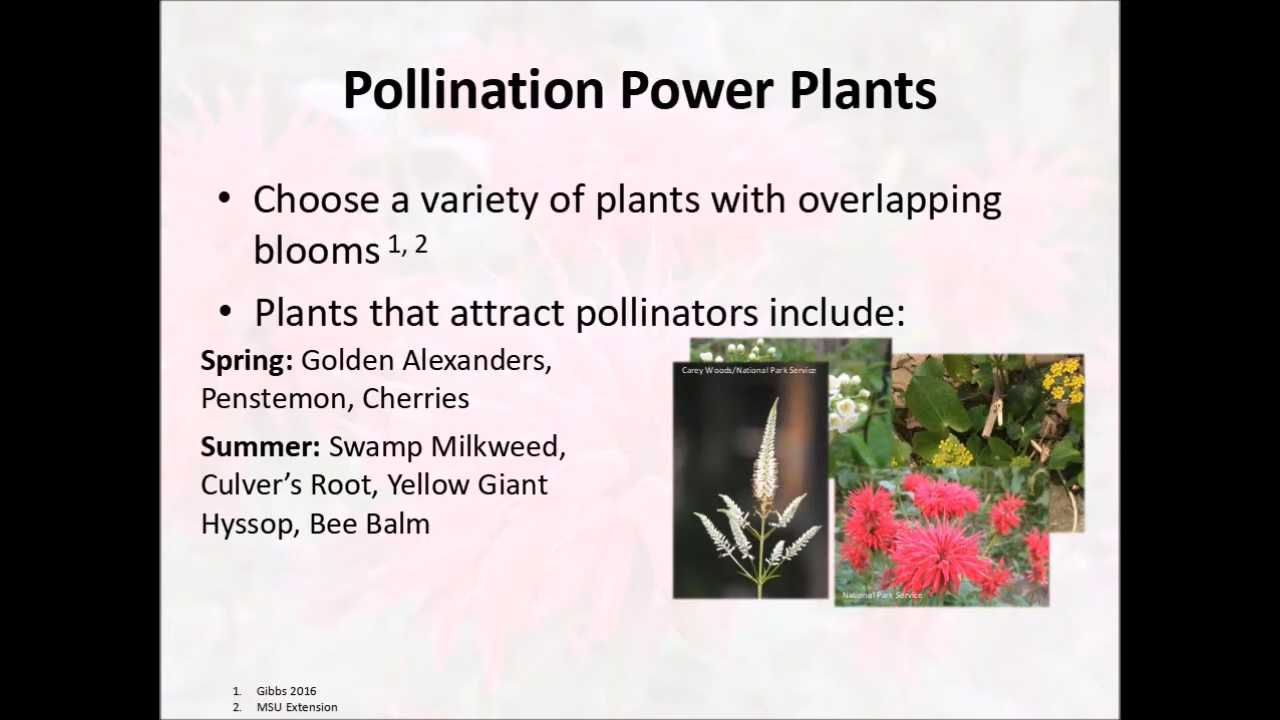 Pollination Power Plants
• Choose a variety of plants with overlapping
blooms 1, 2
• Plants that attract pollinators include:
Spring: Golden Alexanders,
Penstemon, Cherries
Summer: Swamp Milkweed,
Culver’s Root, Yellow Giant
Hyssop, Bee Balm
Carey Woods/National Park Service
National Park Service
1. Gibbs 2016
2. MSU Extension